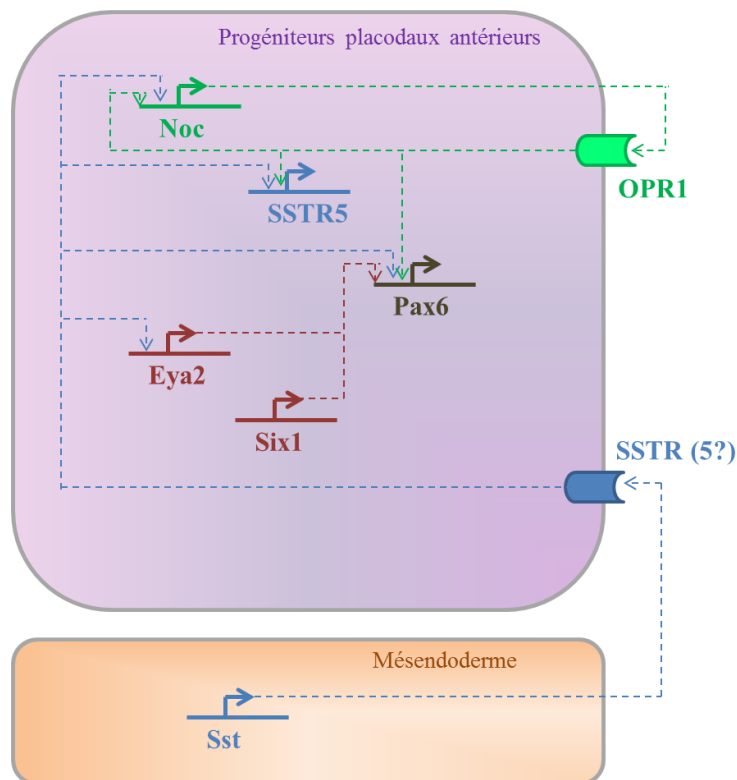 Progéniteurs placodaux antérieurs
Noc
OPR1
SSTR5
Pax6
Eya2
Six1
SSTR (5?)
Mésendoderme
Sst